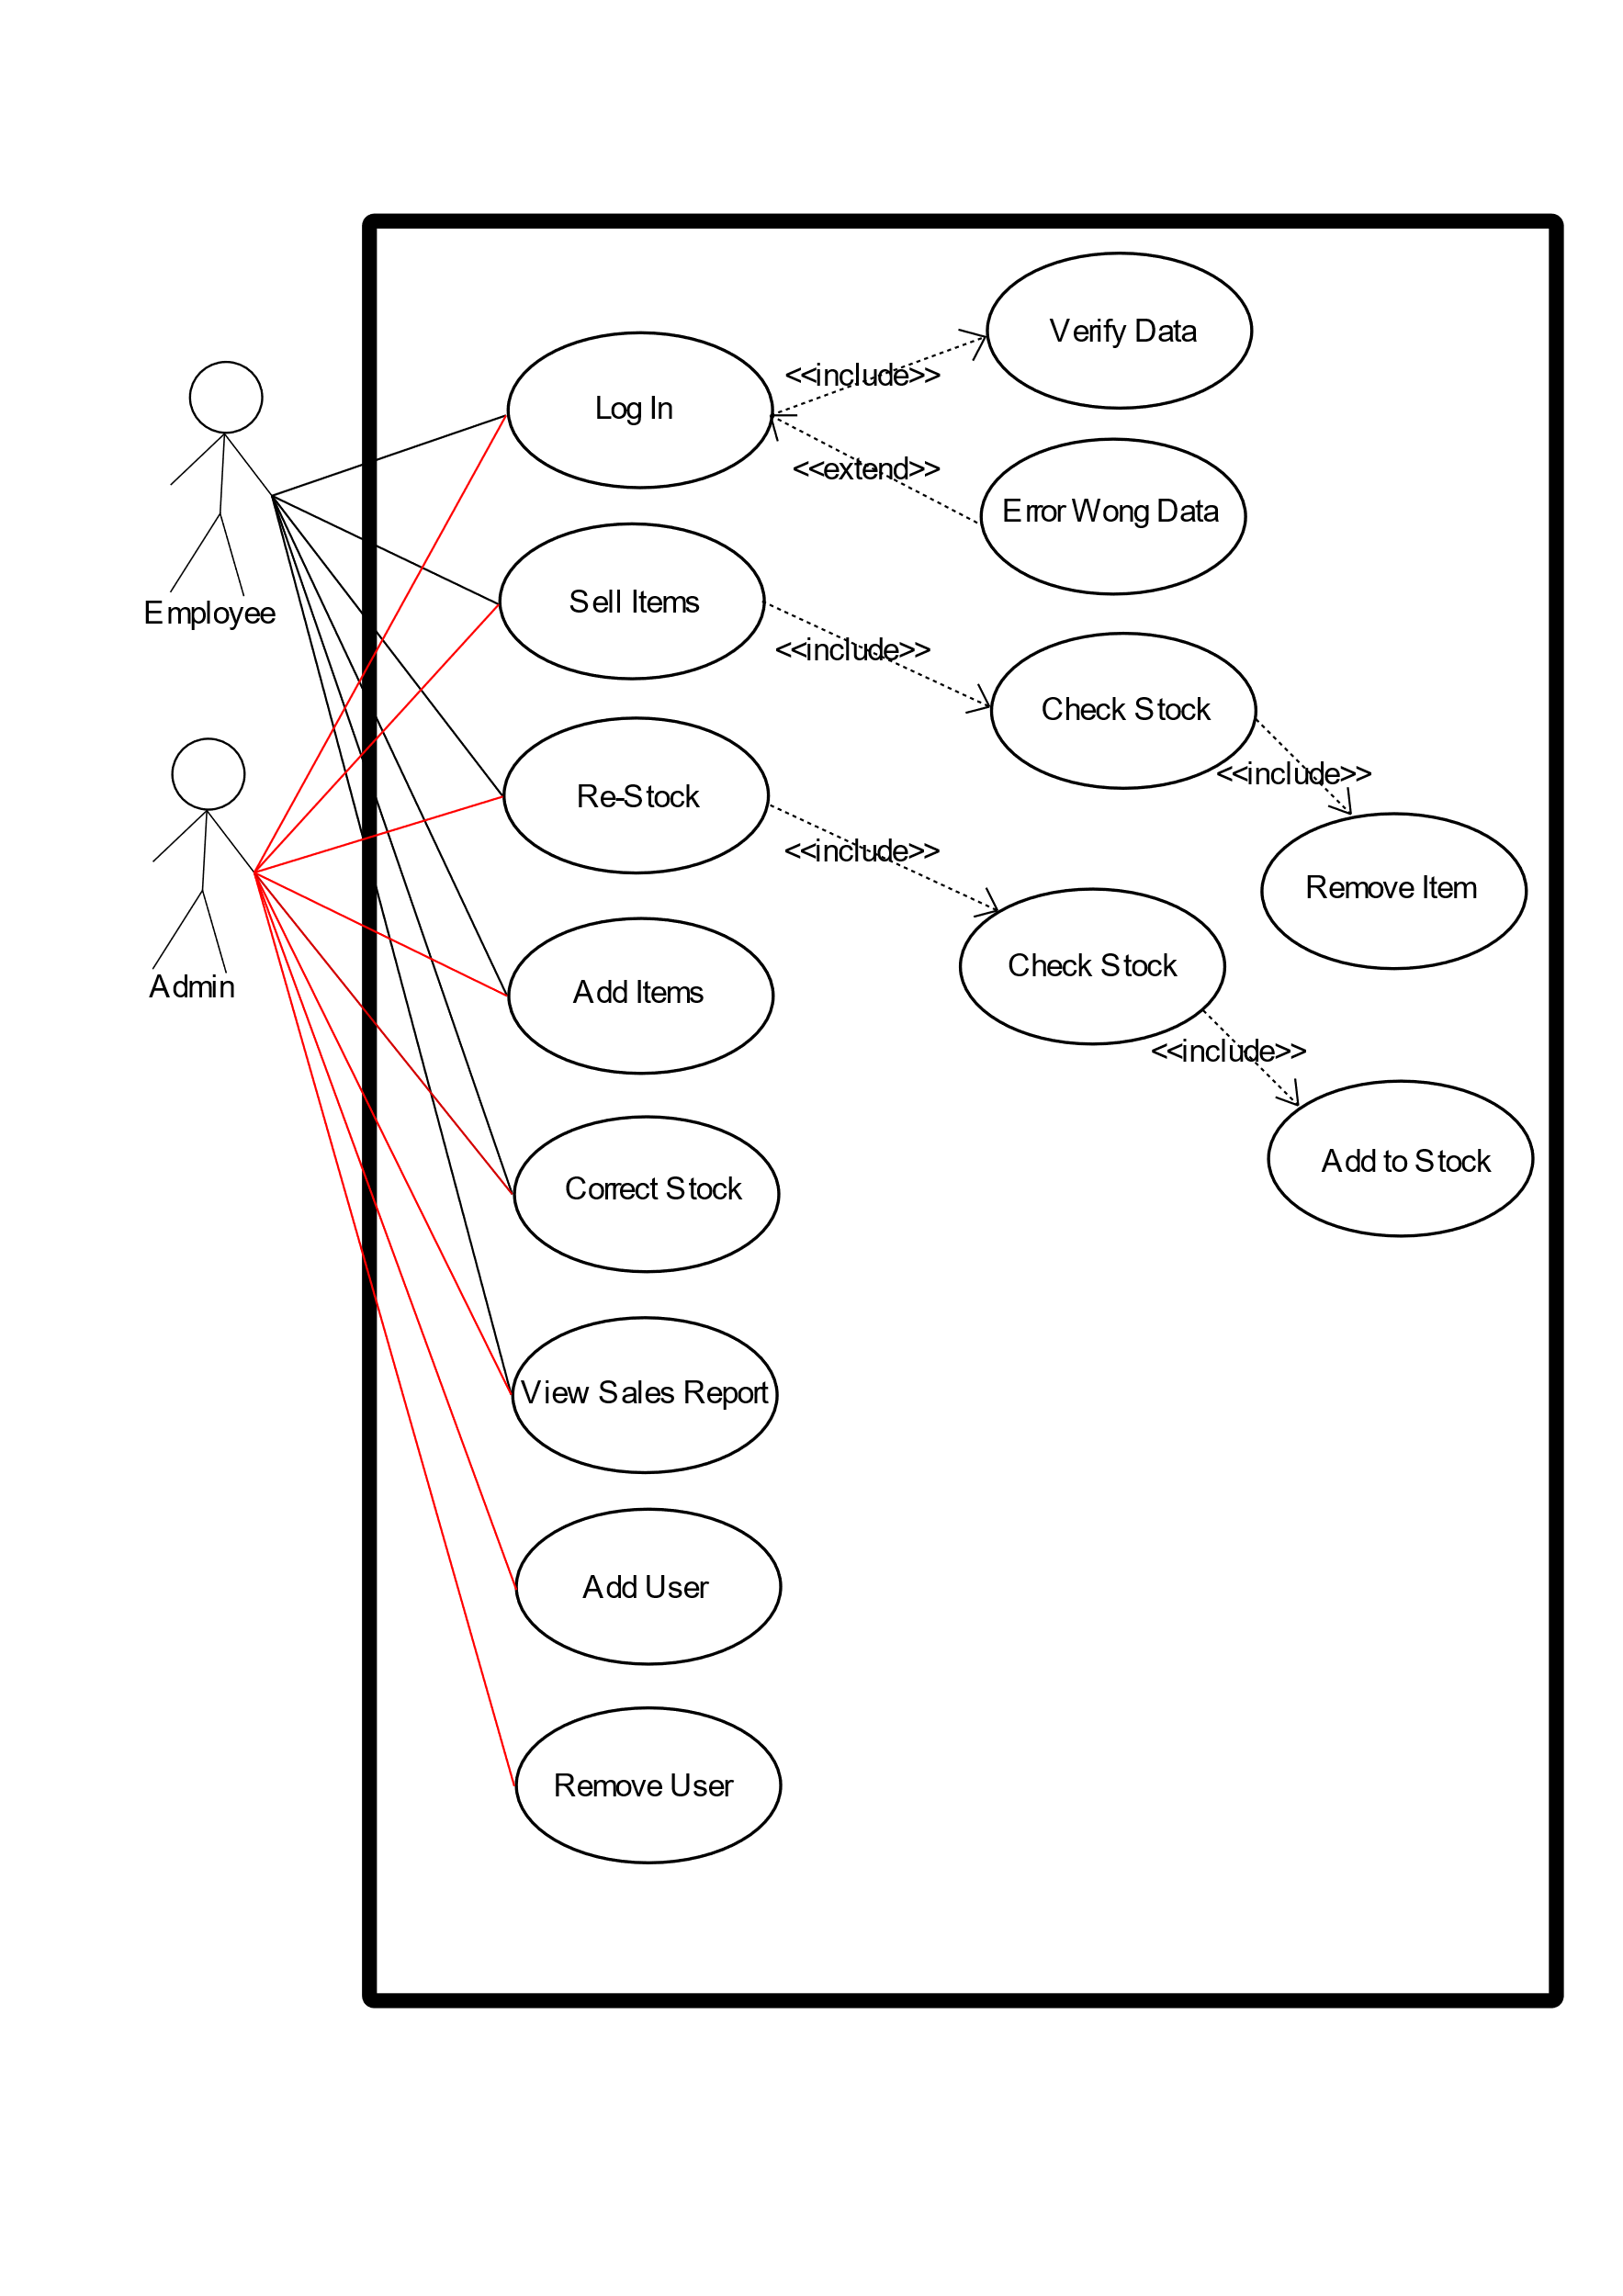 Verify Data
<<include>>
Log In
<<extend>>
Error Wong Data
Employee
Sell Items
<<include>>
Check Stock
<<include>>
Re-Stock
<<include>>
Remove Item
Check Stock
Admin
Add Items
<<include>>
Add to Stock
Correct Stock
View Sales Report
Add User
Remove User